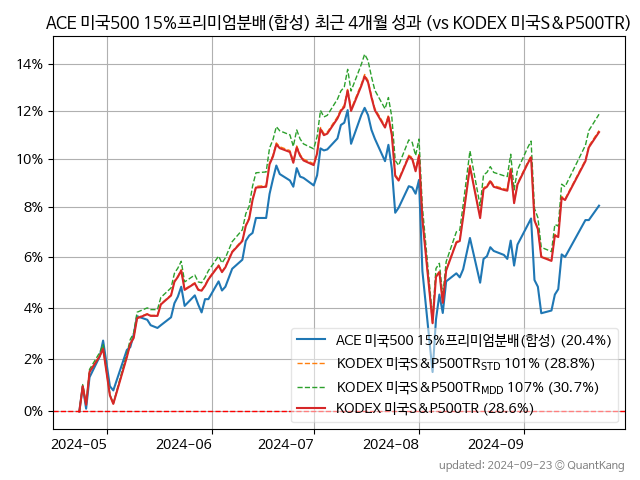 ACE 미국500 15%프리미엄분배(합성) 최근 4개월 성과 (vs KODEX 미국S&P500TR)
14%
12%
10%
8%
6%
4%
2%
0%
ACE 미국500 15%프리미엄분배(합성) (20.4%)
KODEX 미국S&P500TRSTD 101% (28.8%)
KODEX 미국S&P500TRMDD 107% (30.7%)
KODEX 미국S&P500TR (28.6%)
2024-05 2024-06 2024-07 2024-08 2024-09
updated: 2024-09-23 @ QuantKang